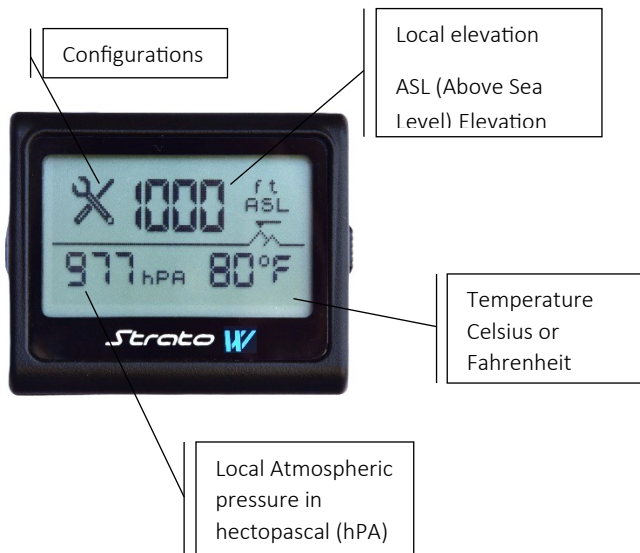 Configurations
Local elevation
ASL (Above Sea
Level) Elevation
1000 ft
ASL
977 hPA 80°F
Strato W
Temperature
Celsius or
Fahrenheit
Local Atmospheric
pressure in
hectopascal (hPA)